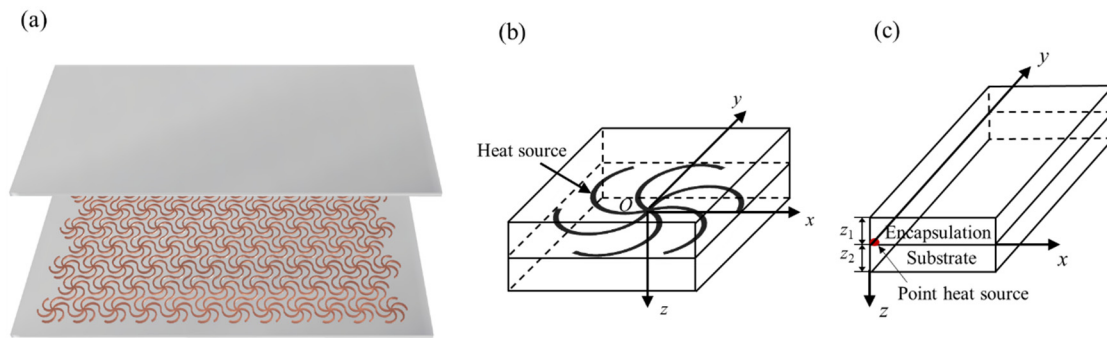 (a)
(b)
(c)
Heat source
y
O
x
z
y
z1
Encapsulation
z2
Substrate
x
Point heat source
z